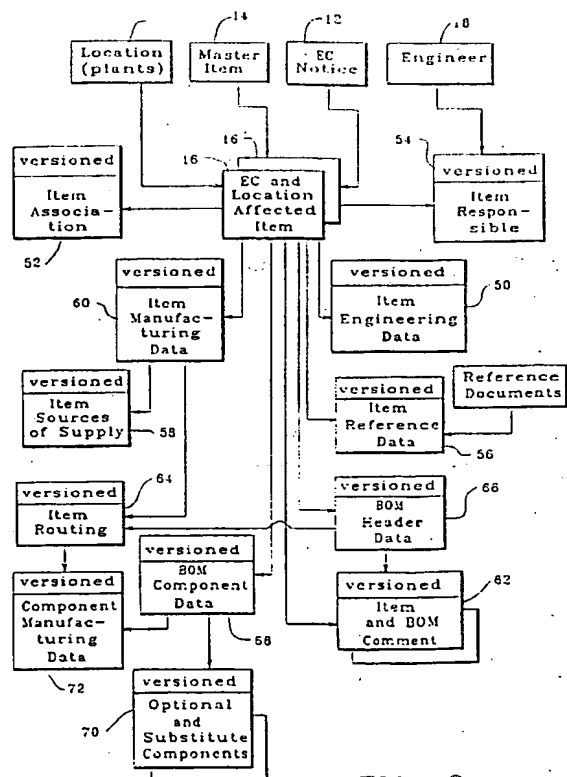 14
12
18
Location
(plants)
Master
Item
EC
Notice
Engineer
16
16
EC and
Location
Affected
Item
versioned
Item
Associa-
tion
52
54
versioned
Item
Respon-
sible
60
versioned
Item
Manufac-
turing
Data
versioned
Item
Engineering
Data
50
versioned
Item
Sources
of Supply
58
versioned
Item
Reference
Data
56
Reference
Documents
64
versioned
Item
Routing
versioned
BOM
Header
Data
66
versioned
Component
Manufac-
turing
Data
72
versioned
BOM
Component
Data
68
versioned
Item
and BOM
Comment
62
70
versioned
Optional
and
Substitute
Components